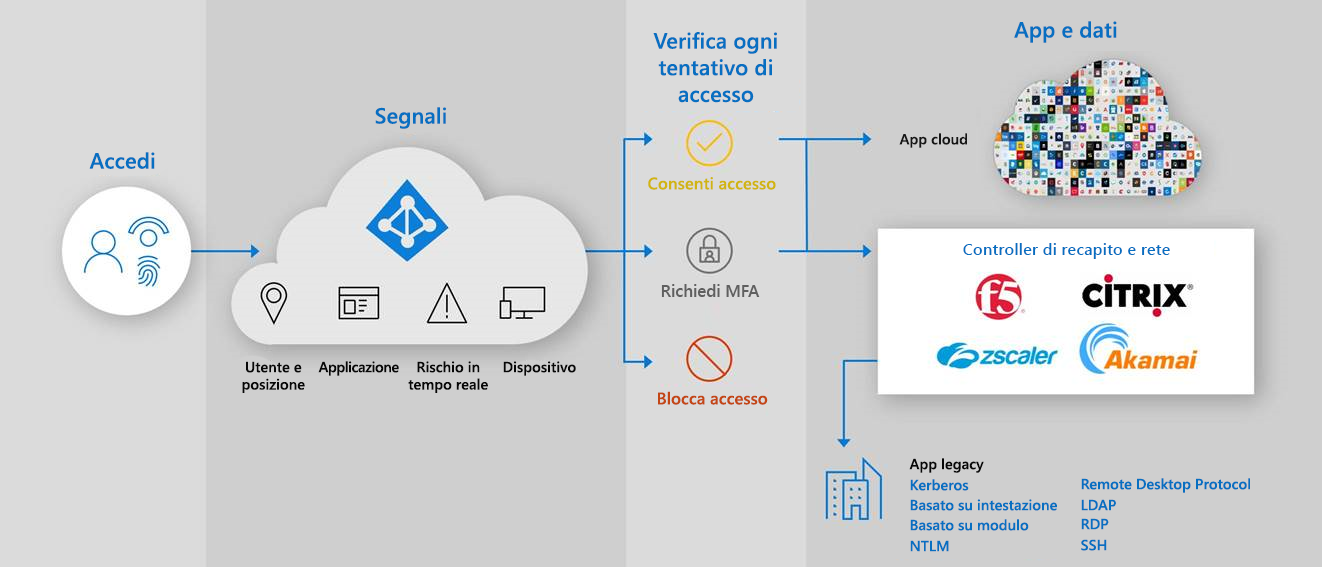 Accedi
Segnali
Utente e
posizione
Applicazione
Rischio in
tempo reale
Dispositivo
Verifica ogni
tentativo di
accesso
Consenti accesso
Richiedi MFA
Blocca accesso
App e dati
App cloud
Controller di recapito e rete
f5
CITRIX®
zscaler
Akamai
App legacy
Kerberos
Basato su intestazione
Basato su modulo
NTLM
Remote Desktop Protocol
LDAP
RDP
SSH